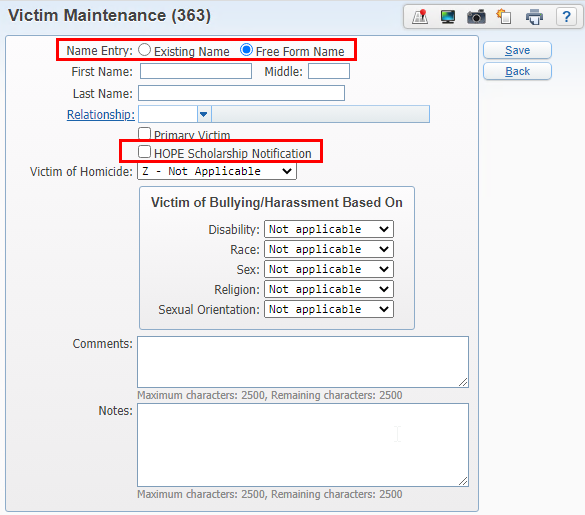 Victim Maintenance (363)
?
Name Entry: Existing Name Free Form Name
Save
First Name: Middle:
Back
Last Name:
Relationship:
Primary Victim
HOPE Scholarship Notification
Victim of Homicide: Z - Not Applicable
Victim of Bullying/Harassment Based On
Disability: Not applicable
Race: Not applicable
Sex: Not applicable
Religion: Not applicable
Sexual Orientation: Not applicable
Comments:
Maximum characters: 2500, Remaining characters: 2500
Notes:
Maximum characters: 2500, Remaining characters: 2500